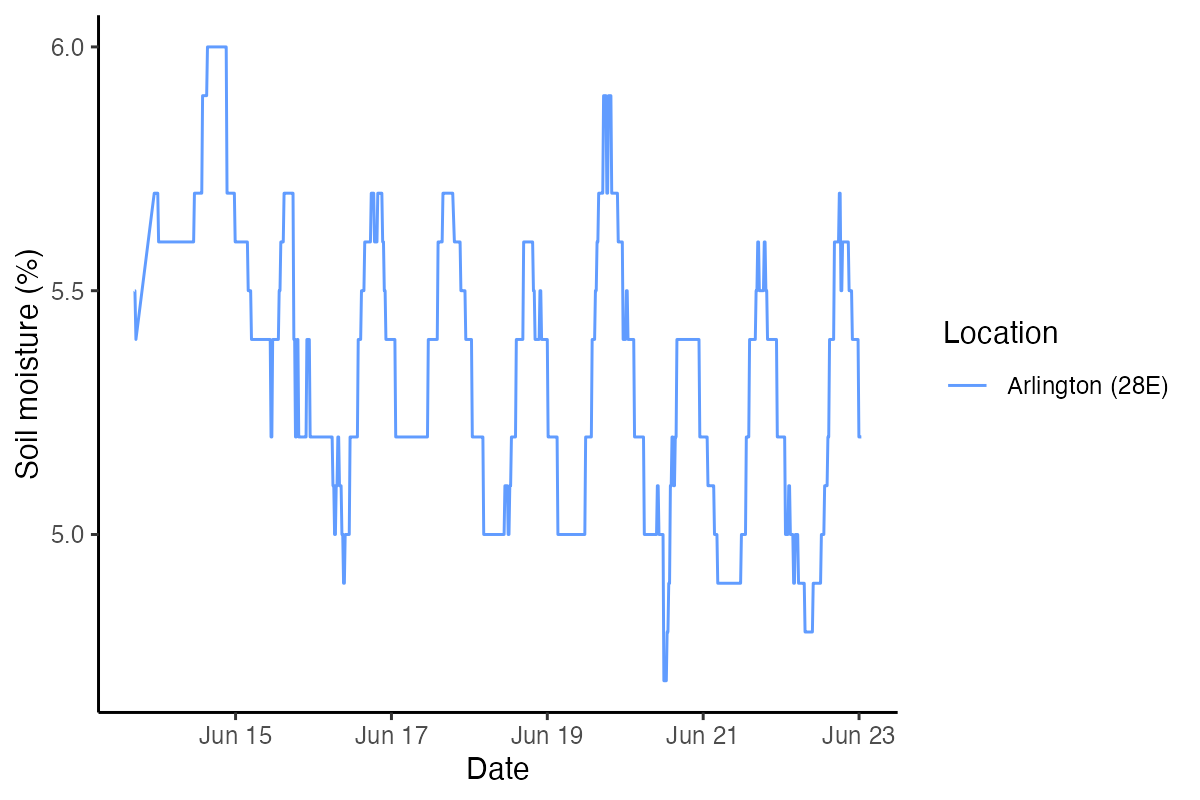 6.0
5.5
5.0
Soil moisture (%)
Jun 15
Jun 17
Jun 19
Jun 21
Jun 23
Date
Location
Arlington (28E)